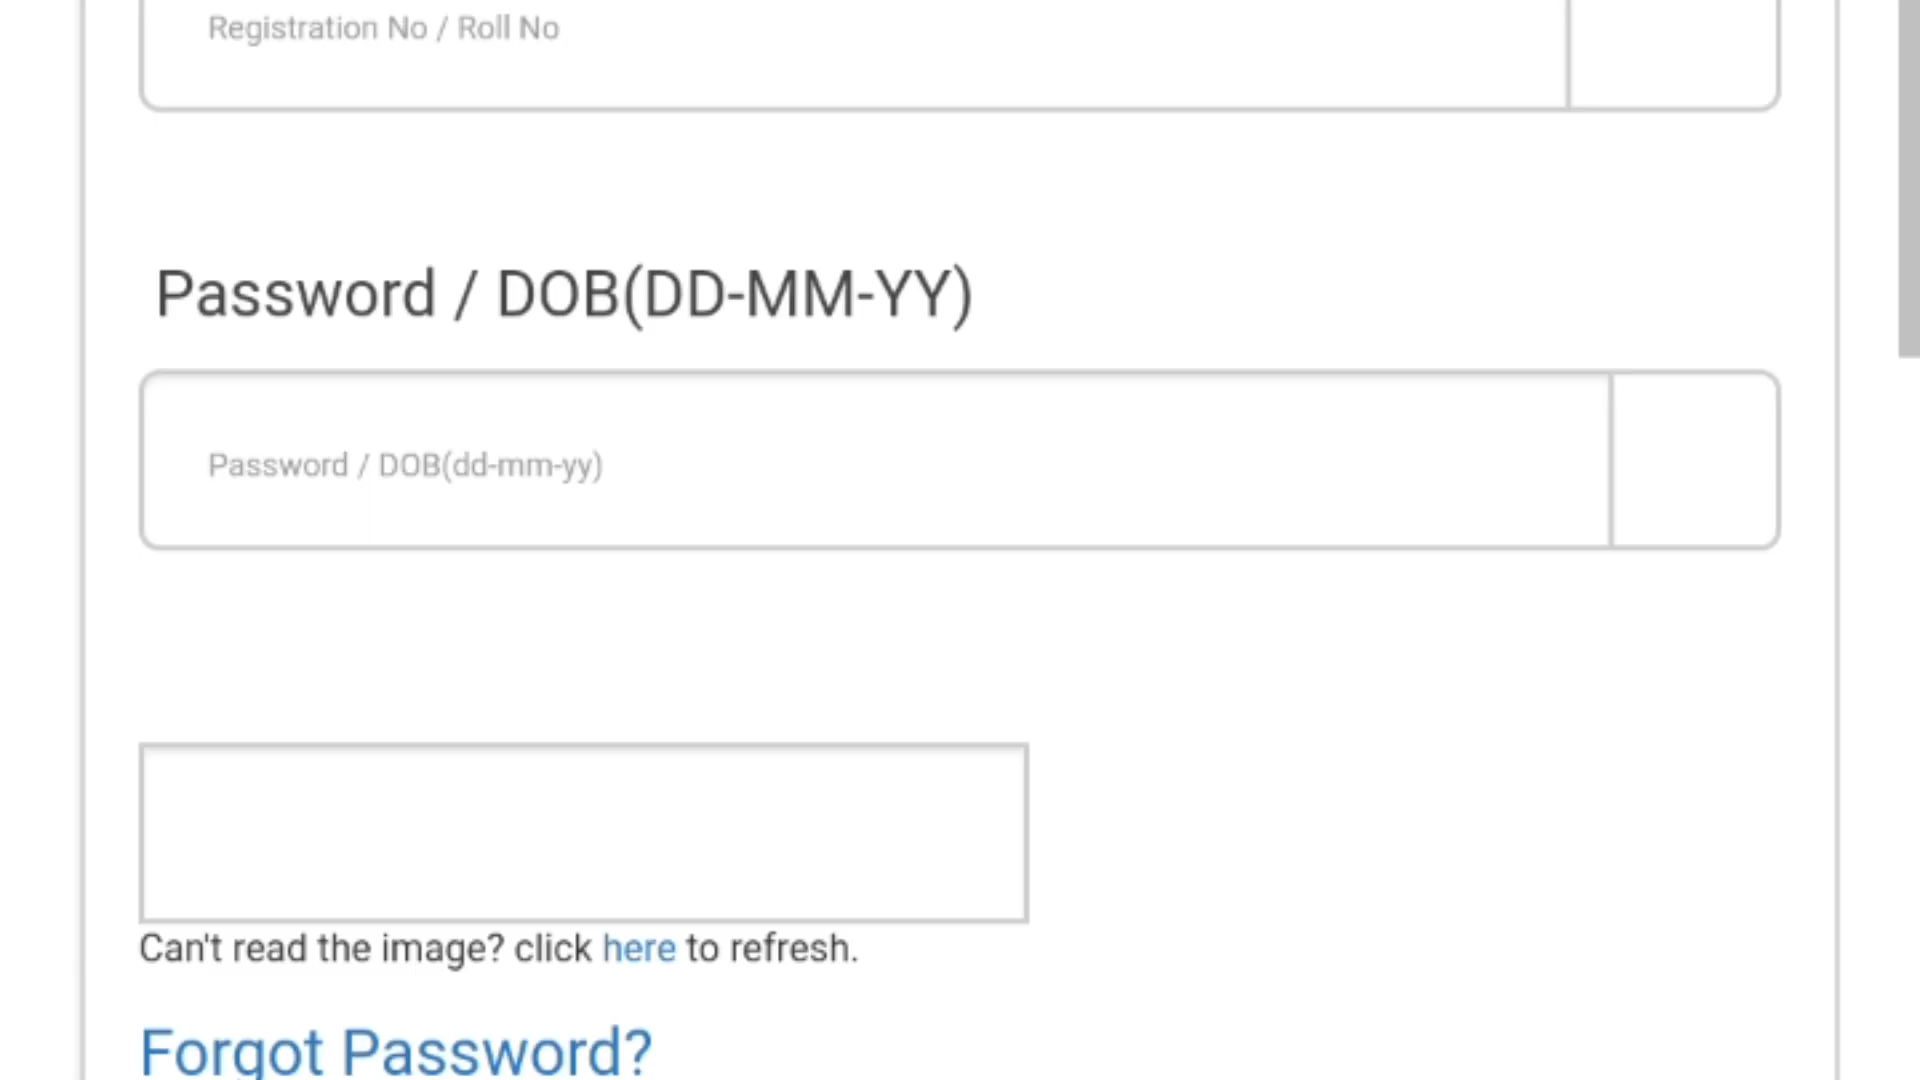 Registration No / Roll No
Password / DOB(DD-MM-YY)
Password / DOB(dd-mm-yy)
Can't read the image? click here to refresh.
Forgot Password?